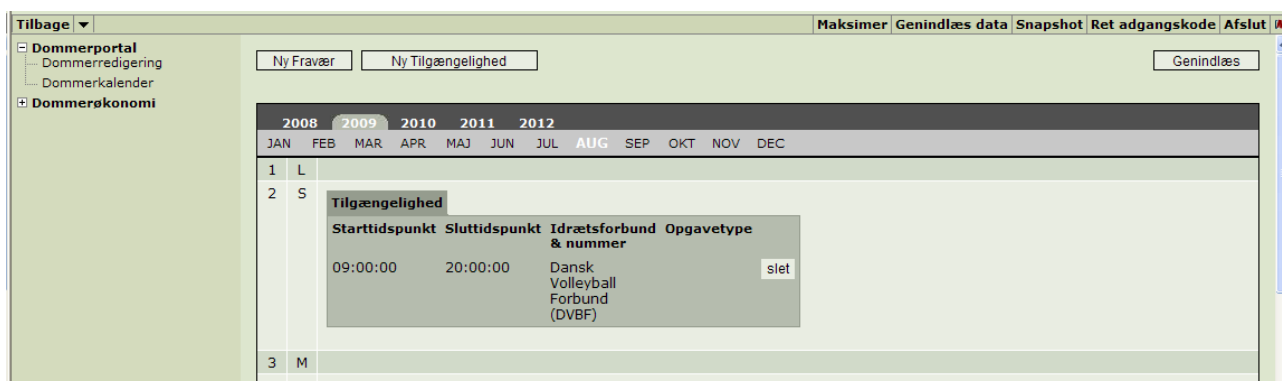 Tilbage Maksimer Genindlæs data Snapshot Ret adgangskode Afslut
Dommerportal
Dommerredigering
Dommerkalender
Dommerøkonomi
Ny Fravær Ny Tilgængelighed Genindlæs
2008 2009 2010 2011 2012
JAN FEB MAR APR MAJ JUN JUL AUG SEP OKT NOV DEC
1 L
2 S
Tilgængelighed
Starttidspunkt Sluttidspunkt Idrætsforbund Opgavetype
& nummer
09:00:00 20:00:00 Dansk slet
Volleyball
Forbund
(DVBF)
3 M